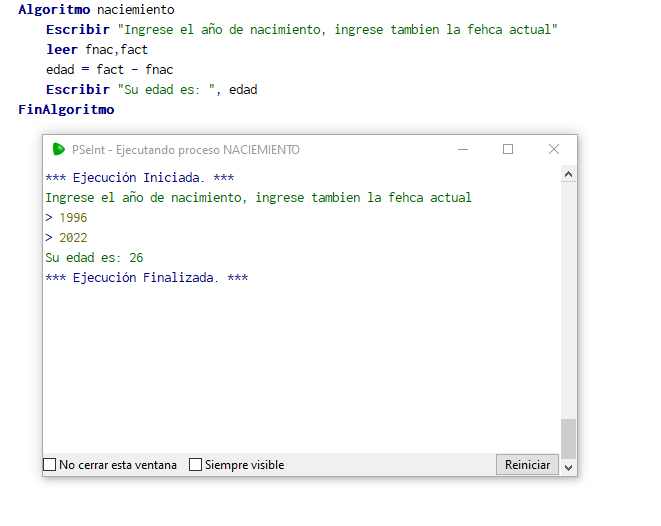 Algoritmo naciemiento
Escribir "Ingrese el año de nacimiento, ingrese tambien la fehca actual"
leer fnac,fact
edad = fact - fnac
Escribir "Su edad es: ", edad
FinAlgoritmo
PSeInt - Ejecutando proceso NACIEMIENTO
*** Ejecución Iniciada. ***
Ingrese el año de nacimiento, ingrese tambien la fehca actual
> 1996
> 2022
Su edad es: 26
*** Ejecución Finalizada. ***
No cerrar esta ventana Siempre visible Reiniciar